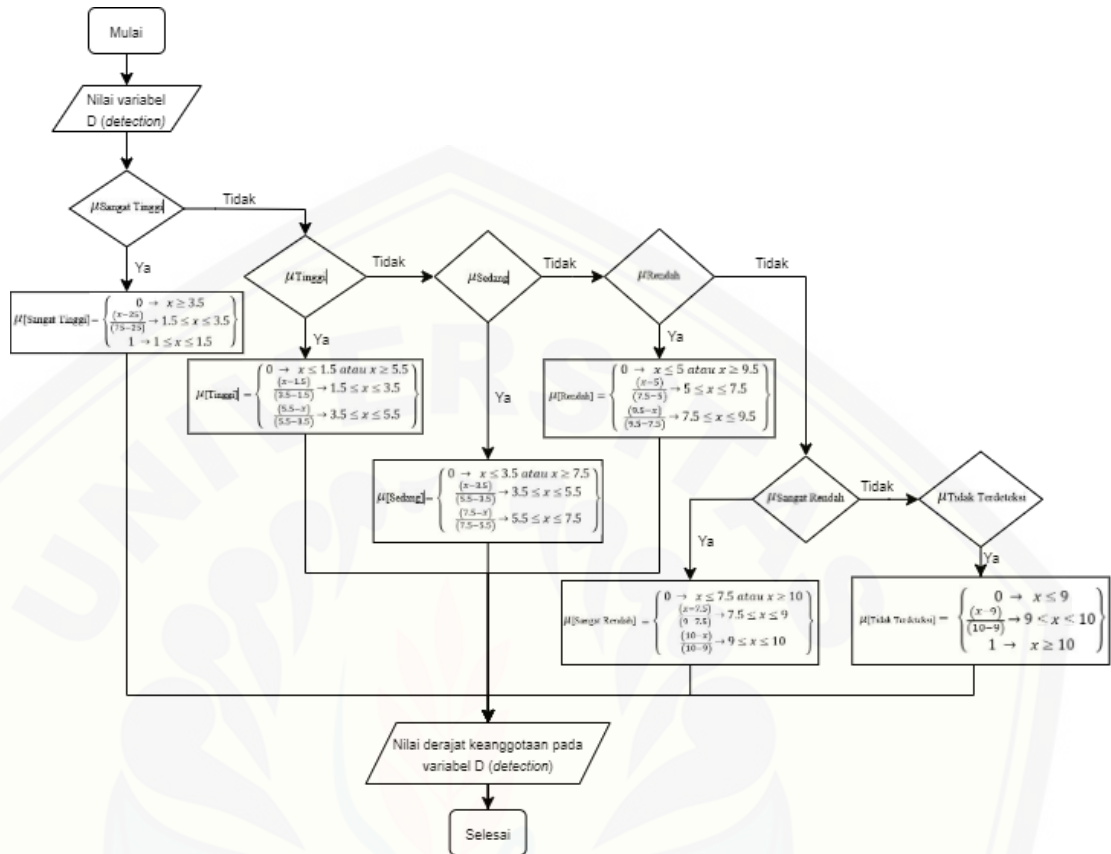 Mulai
Nilai variabel
D (detection)
μSangat Tinggi
Tidak
Ya
μTinggi
Tidak
μSedang
Tidak
μRendah
Tidak
μ[Sangat Tinggi]= { 0 → x ≥ 3.5
(x−25)/(75−25) → 1.5 ≤ x ≤ 3.5
1 → 1 ≤ x ≤ 1.5 }
Ya
μ[Tinggi] = { 0 → x ≤ 1.5 atau x ≥ 5.5
(x−1.5)/(3.5−1.5) → 1.5 ≤ x ≤ 3.5
(5.5−x)/(5.5−3.5) → 3.5 ≤ x ≤ 5.5 }
Ya
μ[Sedang]= { 0 → x ≤ 3.5 atau x ≥ 7.5
(x−3.5)/(5.5−3.5) → 3.5 ≤ x ≤ 5.5
(7.5−x)/(7.5−5.5) → 5.5 ≤ x ≤ 7.5 }
Ya
μ[Rendah] = { 0 → x ≤ 5 atau x ≥ 9.5
(x−5)/(7.5−5) → 5 ≤ x ≤ 7.5
(9.5−x)/(9.5−7.5) → 7.5 ≤ x ≤ 9.5 }
μSangat Rendah
Tidak
μTidak Terdeteksi
Ya
Ya
μ[Sangat Rendah] = { 0 → x ≤ 7.5 atau x ≥ 10
(x−7.5)/(9−7.5) → 7.5 ≤ x ≤ 9
(10−x)/(10−9) → 9 ≤ x ≤ 10 }
μ[Tidak Terdeteksi] = { 0 → x ≤ 9
(x−9)/(10−9) → 9 < x < 10
1 → x ≥ 10 }
Nilai derajat keanggotaan pada
variabel D (detection)
Selesai
UNIVERSITAS